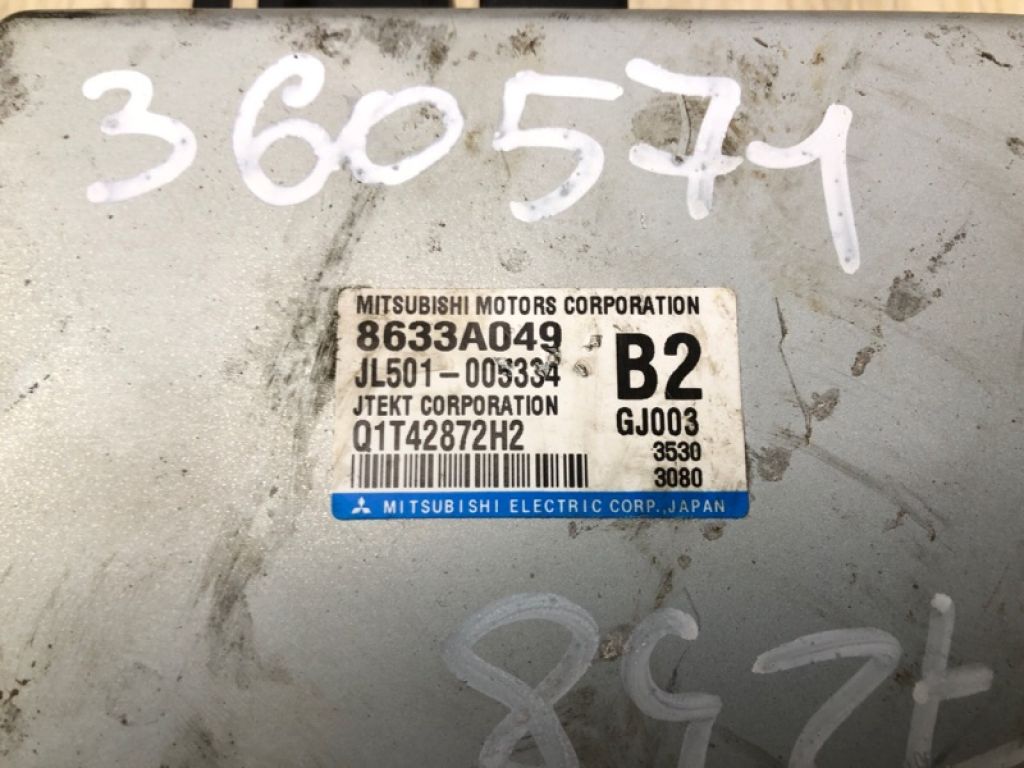 360571
MITSUBISHI MOTORS CORPORATION
8633A049
JL501-005334
B2
JTEKT CORPORATION
GJ003
Q1T42872H2
3530
3080
MITSUBISHI ELECTRIC CORP., JAPAN